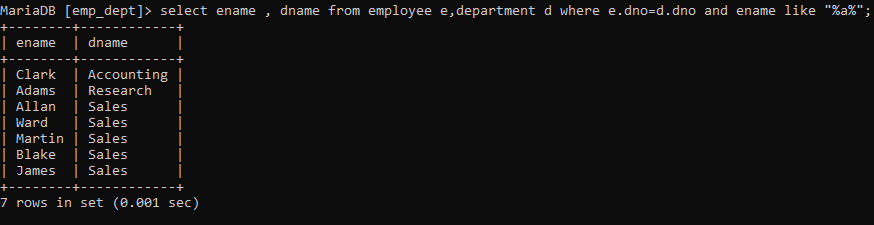 MariaDB [emp_dept]> select ename , dname from employee e,department d where e.dno=d.dno and ename like "%a%";
+--------+------------+
| ename  | dname      |
+--------+------------+
| Clark  | Accounting |
| Adams  | Research   |
| Allan  | Sales      |
| Ward   | Sales      |
| Martin | Sales      |
| Blake  | Sales      |
| James  | Sales      |
+--------+------------+
7 rows in set (0.001 sec)